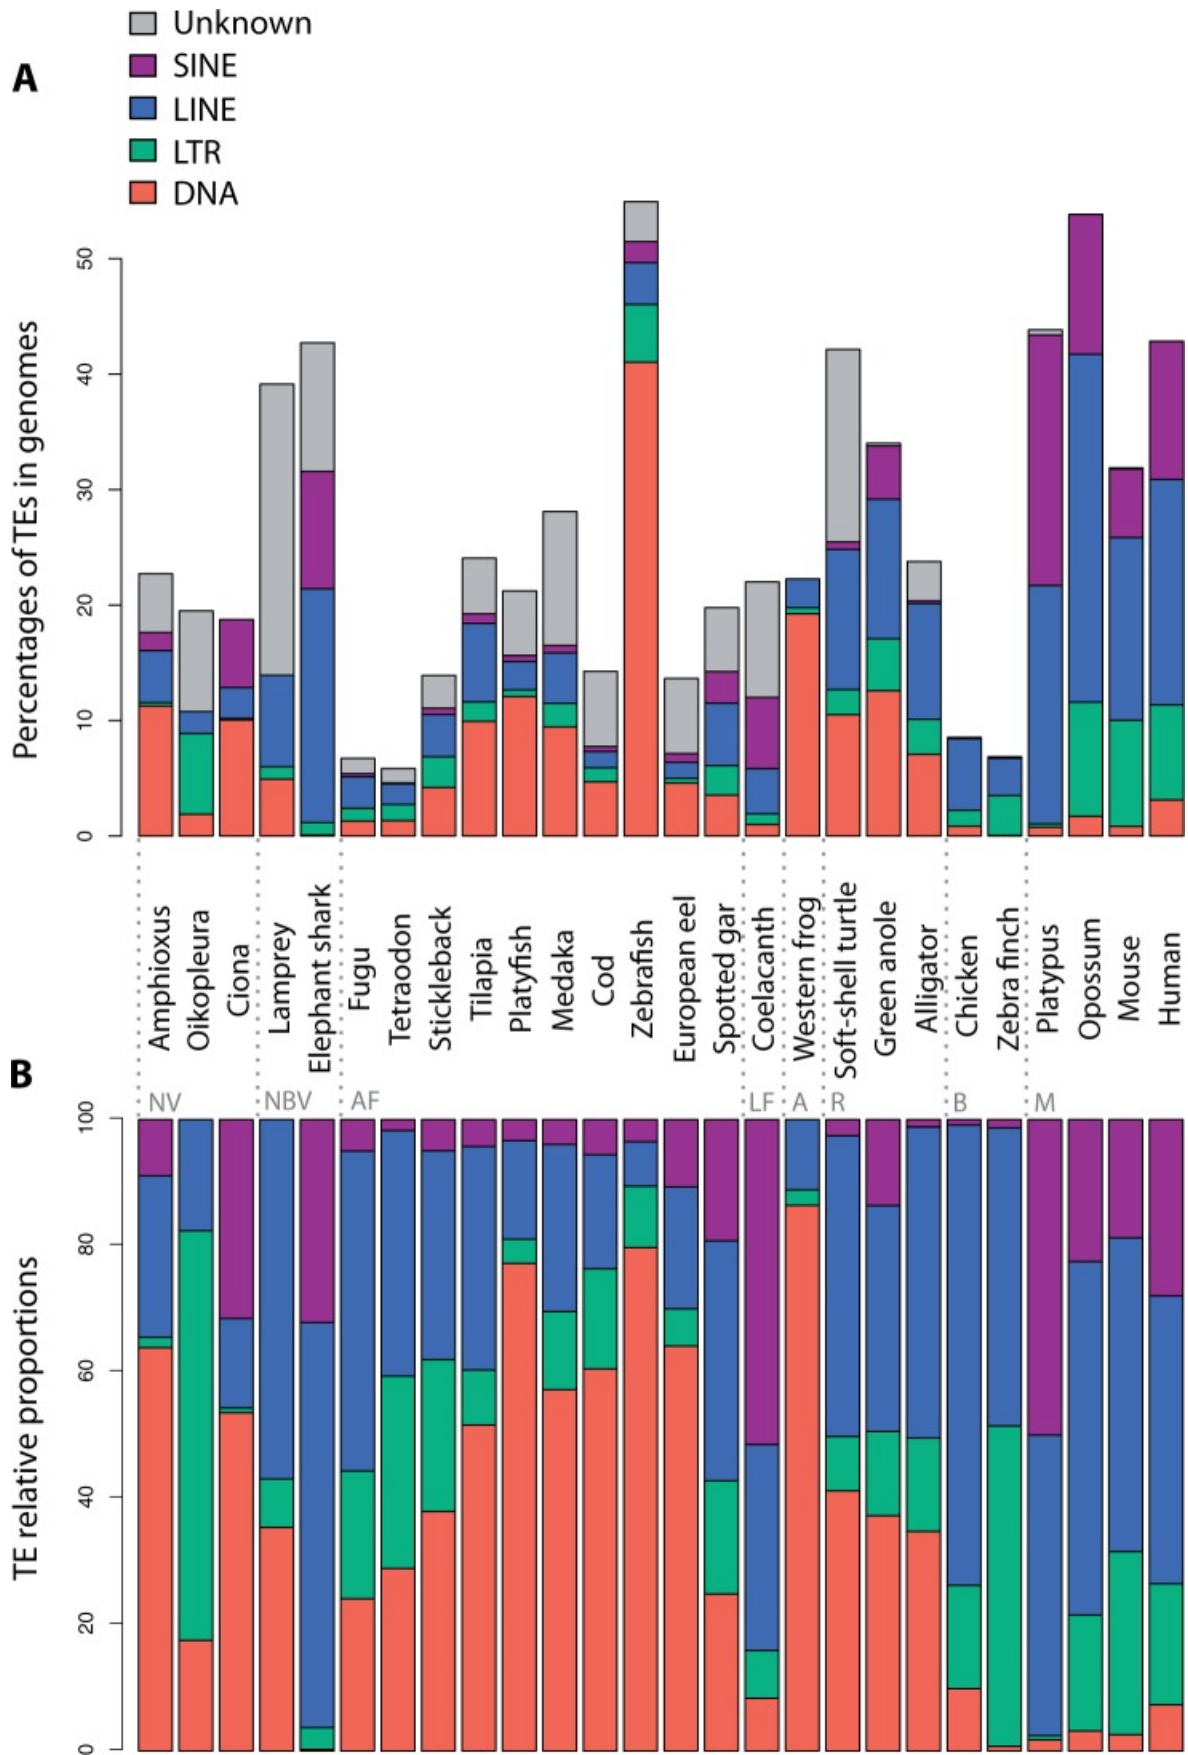 Unknown
A
SINE
LINE
LTR
DNA
Percentages of TEs in genomes
50
40
30
20
10
0
Amphioxus
Oikopleura
Ciona
Lamprey
Elephant shark
Fugu
Tetraodon
Stickleback
Tilapia
Platyfish
Medaka
Cod
Zebrafish
European eel
Spotted gar
Coelacanth
Western frog
Soft-shell turtle
Green anole
Alligator
Chicken
Zebra finch
Platypus
Opossum
Mouse
Human
B
NV NBV AF LF A R B M
TE relative proportions
100
80
60
40
20
0